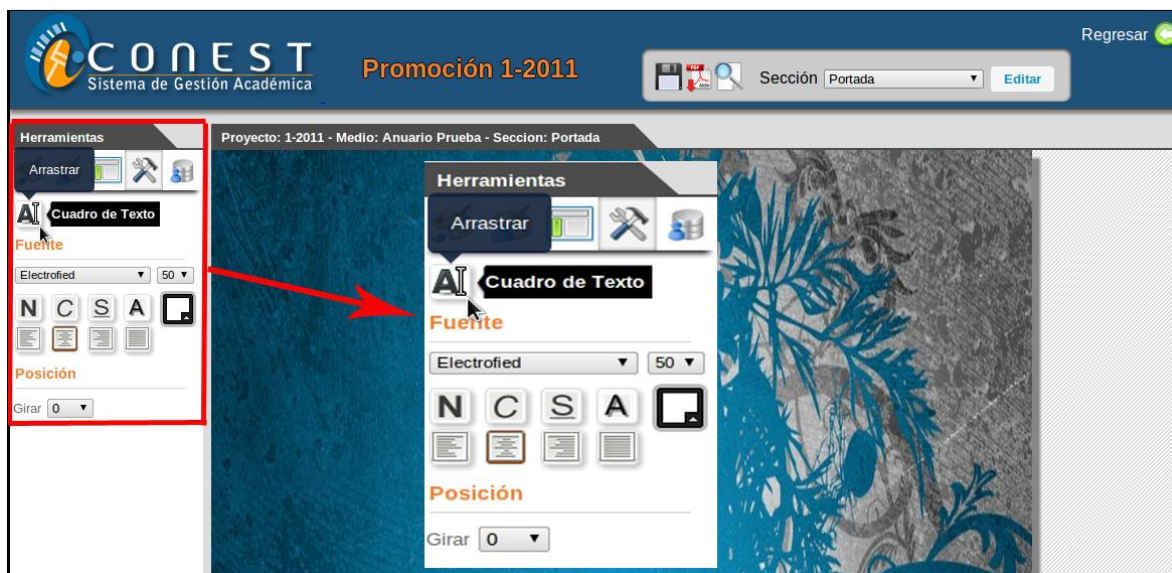 Regresar
CONEST
Sistema de Gestión Académica
Promoción 1-2011
Sección Portada Editar
Herramientas
Proyecto: 1-2011 - Medio: Anuario Prueba - Seccion: Portada
Arrastrar
A Cuadro de Texto
Fuente
Electrofied 50
N C S A
Posición
Girar 0
Herramientas
Arrastrar
A Cuadro de Texto
Fuente
Electrofied 50
N C S A
Posición
Girar 0